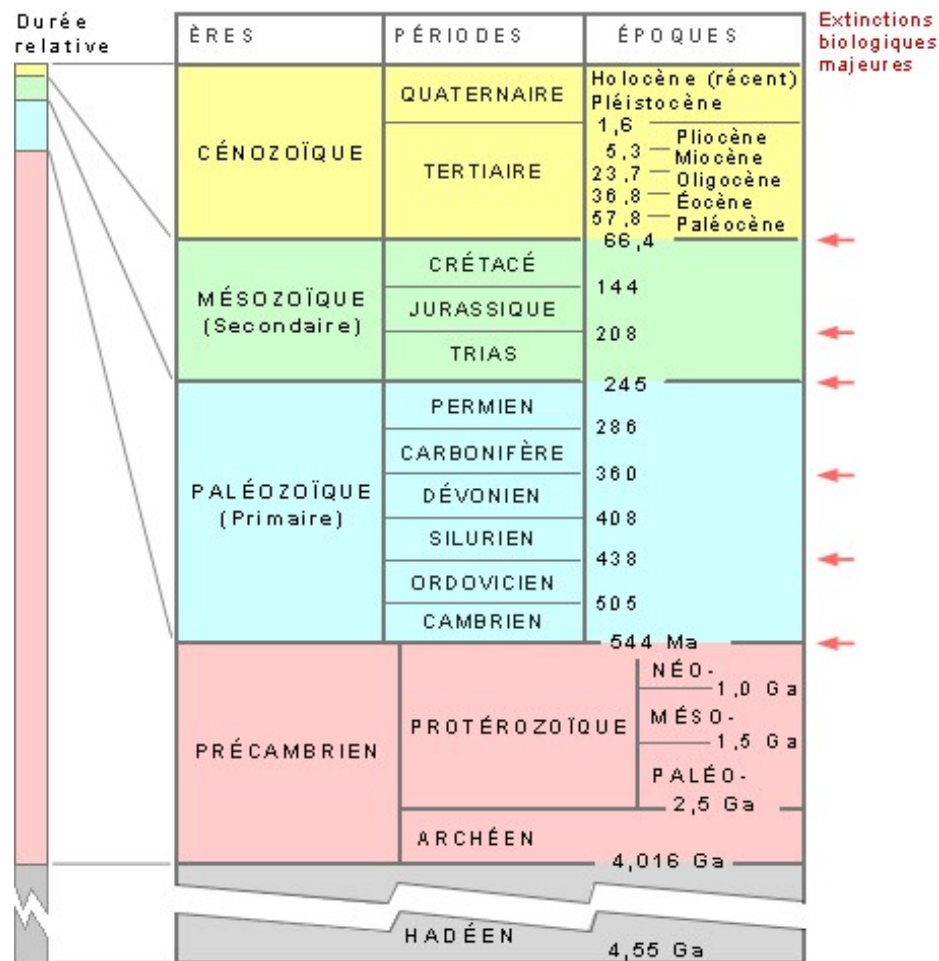 Durée
relative
ÈRES
PÉRIODES
ÉPOQUES
Extinctions
biologiques
majeures
CÉNOZOÏQUE
QUATERNAIRE
Holocène (récent)
Pléistocène
1,6
TERTIAIRE
Pliocène
5,3
Miocène
23,7
Oligocène
36,8
Éocène
57,8
Paléocène
66,4
MÉSOZOÏQUE
(Secondaire)
CRÉTACÉ
144
JURASSIQUE
208
TRIAS
245
PALÉOZOÏQUE
(Primaire)
PERMIEN
286
CARBONIFÈRE
360
DÉVONIEN
408
SILURIEN
438
ORDOVICIEN
505
CAMBRIEN
544 Ma
PRÉCAMBRIEN
PROTÉROZOÏQUE
NÉO-
1,0 Ga
MÉSO-
1,5 Ga
PALÉO-
2,5 Ga
ARCHÉEN
4,016 Ga
HADÉEN
4,55 Ga